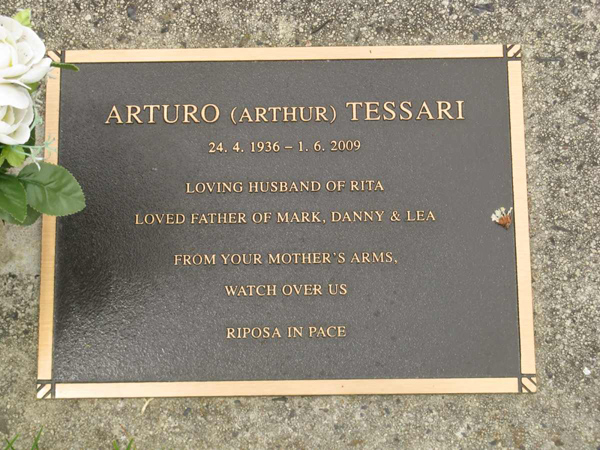 ARTURO (ARTHUR) TESSARI
24. 4. 1936 – 1. 6. 2009
LOVING HUSBAND OF RITA
LOVED FATHER OF MARK, DANNY & LEA
FROM YOUR MOTHER'S ARMS,
WATCH OVER US
RIPOSA IN PACE